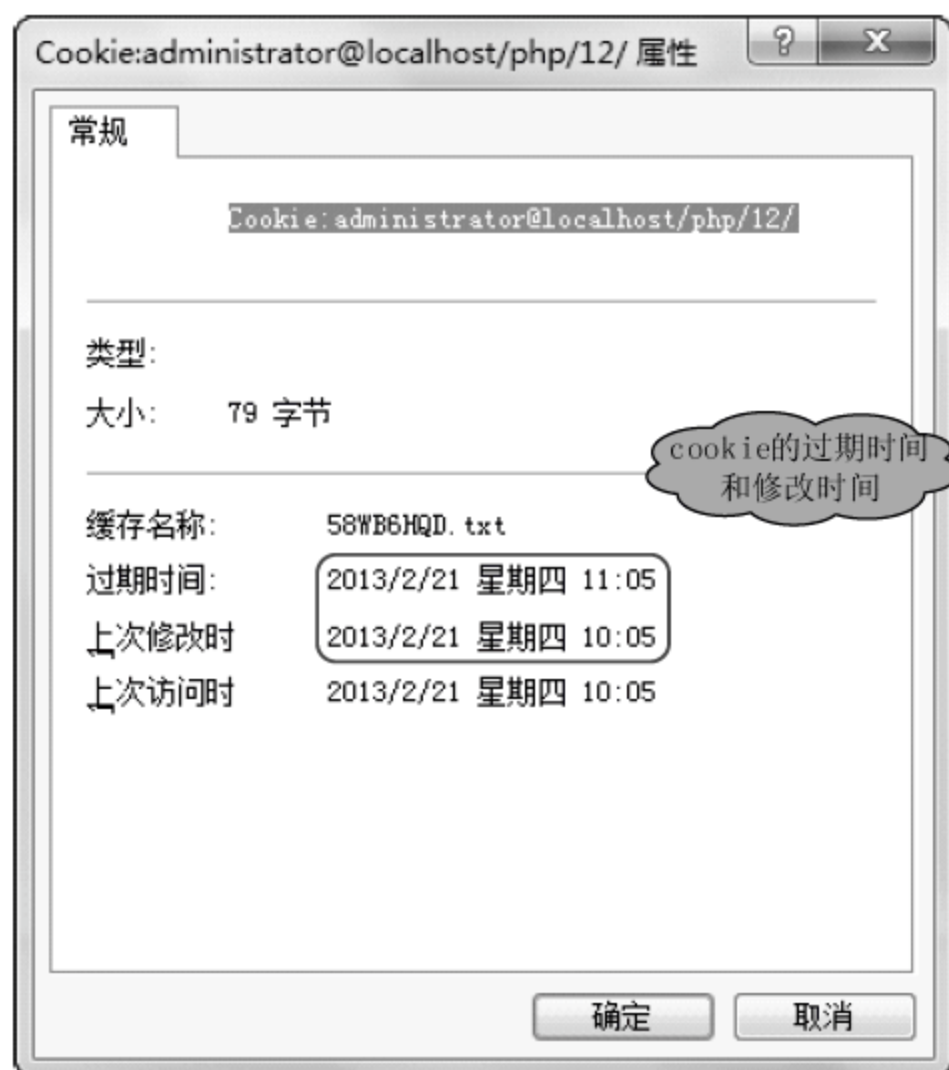 Cookie:administrator@localhost/php/12/ 属性
常规
Cookie:administrator@localhost/php/12/
类型:
大小: 79 字节
cookie的过期时间
和修改时间
缓存名称: 58WB6HQD.txt
过期时间: 2013/2/21 星期四 11:05
上次修改时 2013/2/21 星期四 10:05
上次访问时 2013/2/21 星期四 10:05
确定 取消